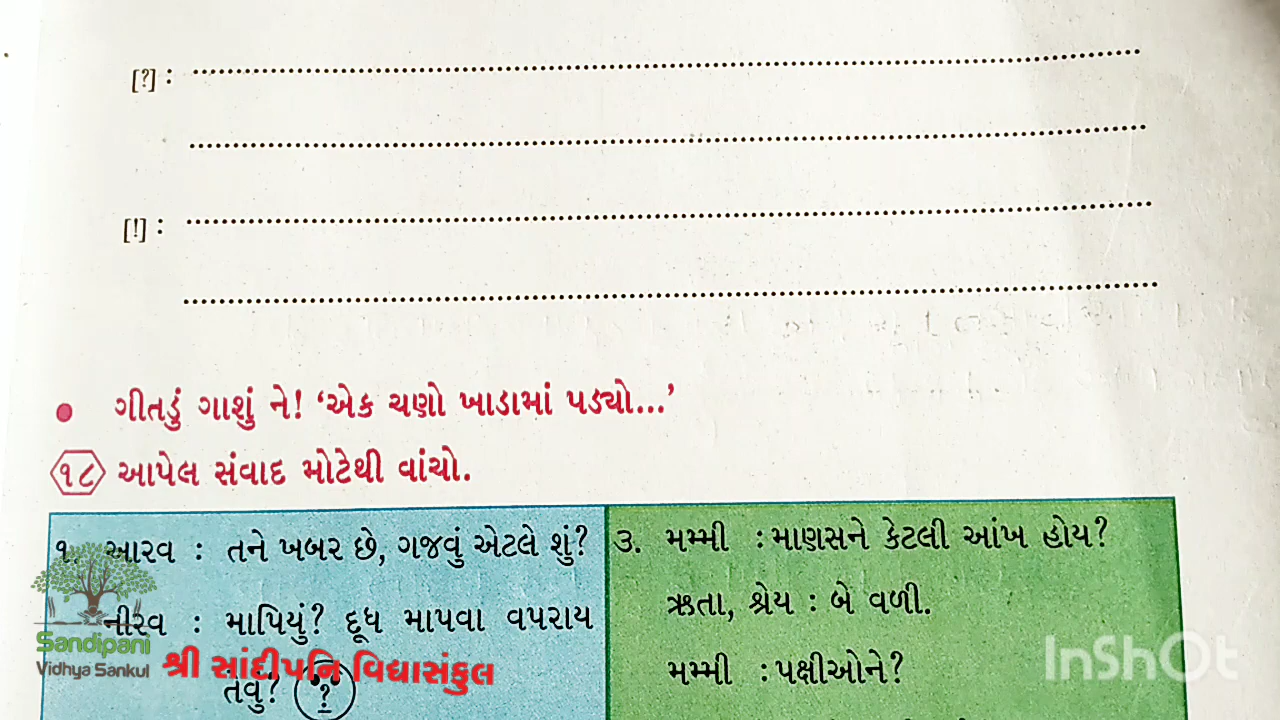 [?] :
[!] :
• ગીતડું ગાશું ને! ‘એક ચણો ખાડામાં પડ્યો...’
૧૮ આપેલ સંવાદ મોટેથી વાંચો.
૧. આરવ : તને ખબર છે, ગજવું એટલે શું?
નીરવ : માપિયું? દૂધ માપવા વપરાય
તેવું? ?
૩. મમ્મી : માણસને કેટલી આંખ હોય?
ઋતા, શ્રેય : બે વળી.
મમ્મી : પક્ષીઓને?
Sandipani
Vidhya Sankul
શ્રી સાંદીપનિ વિદ્યાસંકુલ
InShOt